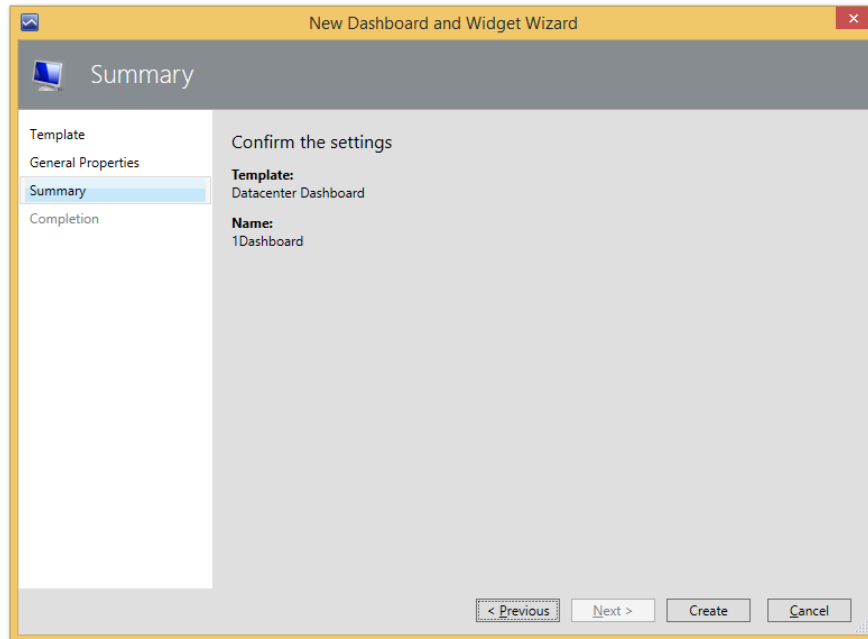 New Dashboard and Widget Wizard
Summary
Template
General Properties
Summary
Completion
Confirm the settings
Template:
Datacenter Dashboard
Name:
1Dashboard
< Previous
Next >
Create
Cancel